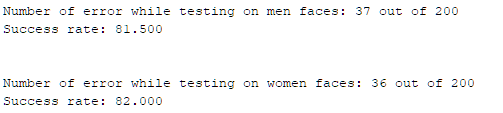 Number of error while testing on men faces: 37 out of 200
Success rate: 81.500
Number of error while testing on women faces: 36 out of 200
Success rate: 82.000